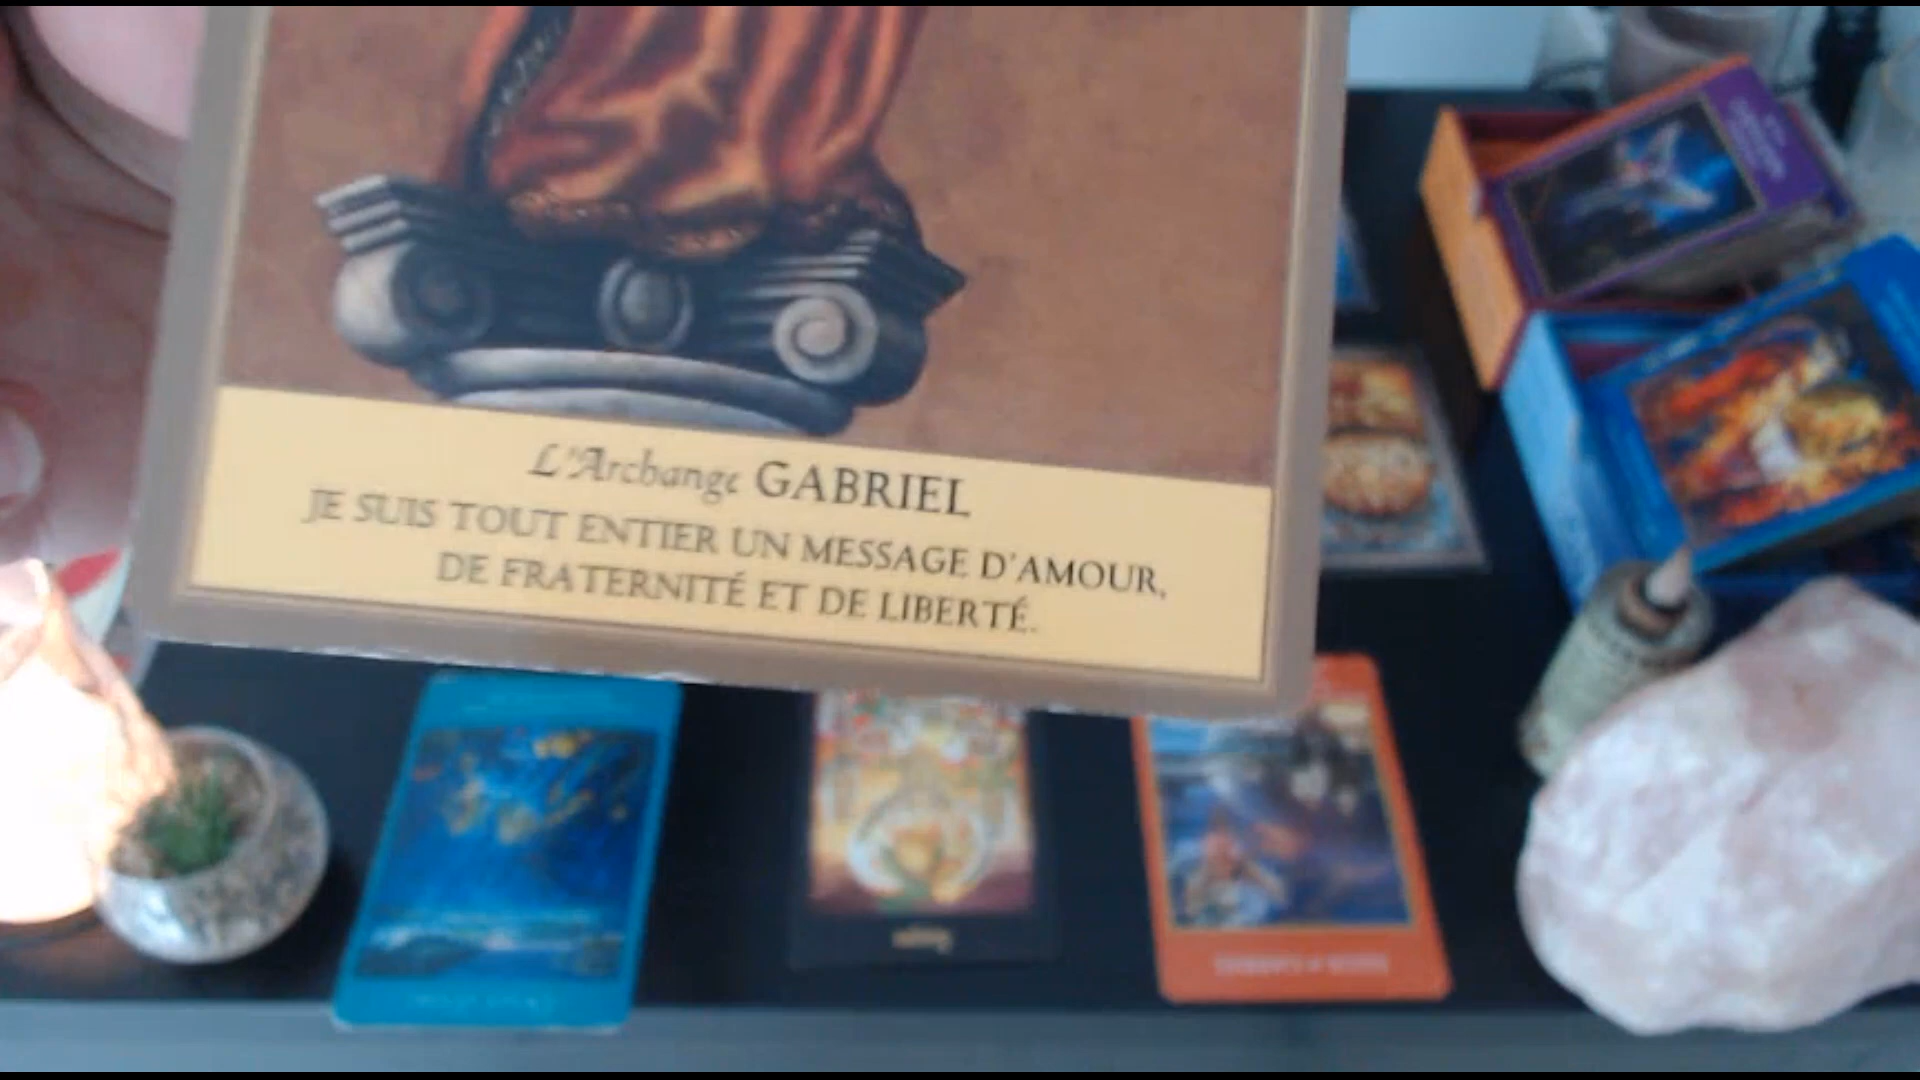 L'Archange GABRIEL
JE SUIS TOUT ENTIER UN MESSAGE D'AMOUR,
DE FRATERNITÉ ET DE LIBERTÉ.